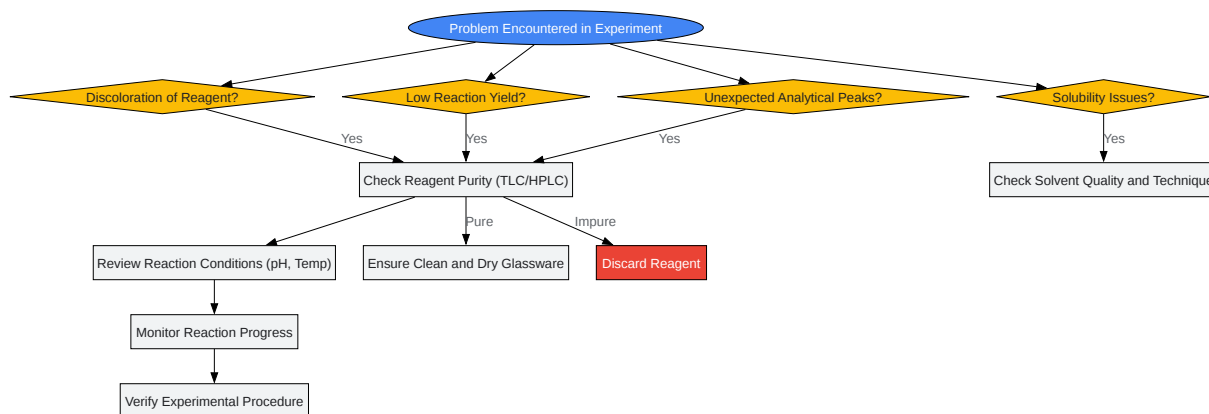 Problem Encountered in Experiment
Discoloration of Reagent?
Low Reaction Yield?
Unexpected Analytical Peaks?
Solubility Issues?
Yes
Yes
Yes
Yes
Check Reagent Purity (TLC/HPLC)
Check Solvent Quality and Technique
Pure
Impure
Review Reaction Conditions (pH, Temp)
Ensure Clean and Dry Glassware
Discard Reagent
Monitor Reaction Progress
Verify Experimental Procedure